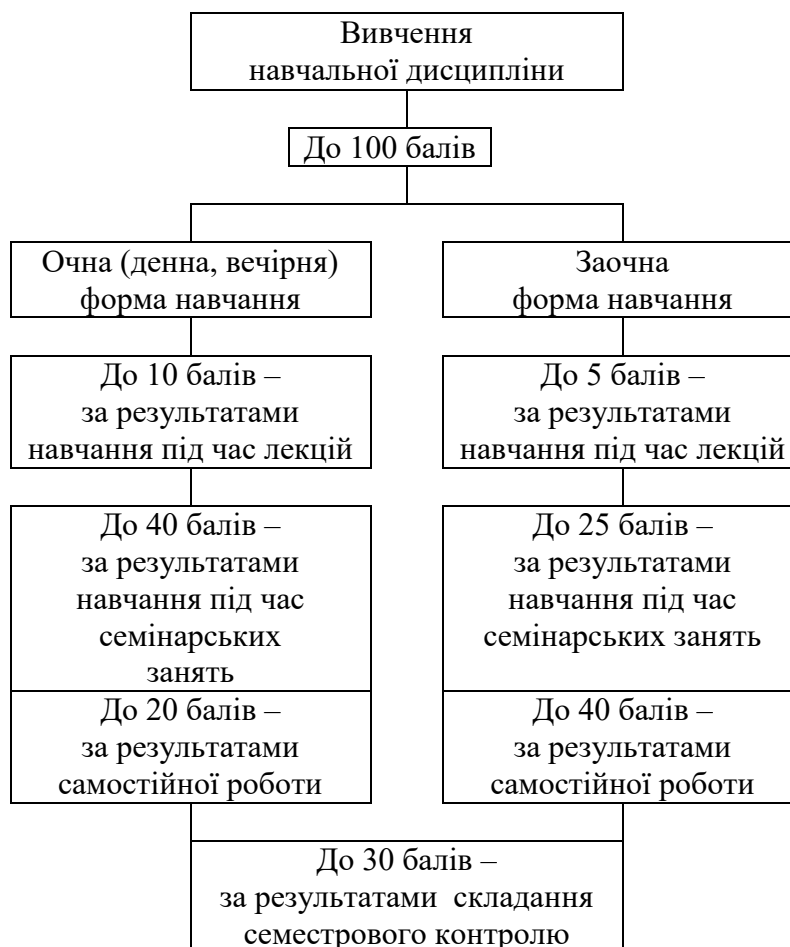 Вивчення
навчальної дисципліни
До 100 балів
Очна (денна, вечірня)
форма навчання
Заочна
форма навчання
До 10 балів –
за результатами
навчання під час лекцій
До 5 балів –
за результатами
навчання під час лекцій
До 40 балів –
за результатами
навчання під час
семінарських
занять
До 25 балів –
за результатами
навчання під час
семінарських занять
До 20 балів –
за результатами
самостійної роботи
До 40 балів –
за результатами
самостійної роботи
До 30 балів –
за результатами складання
семестрового контролю